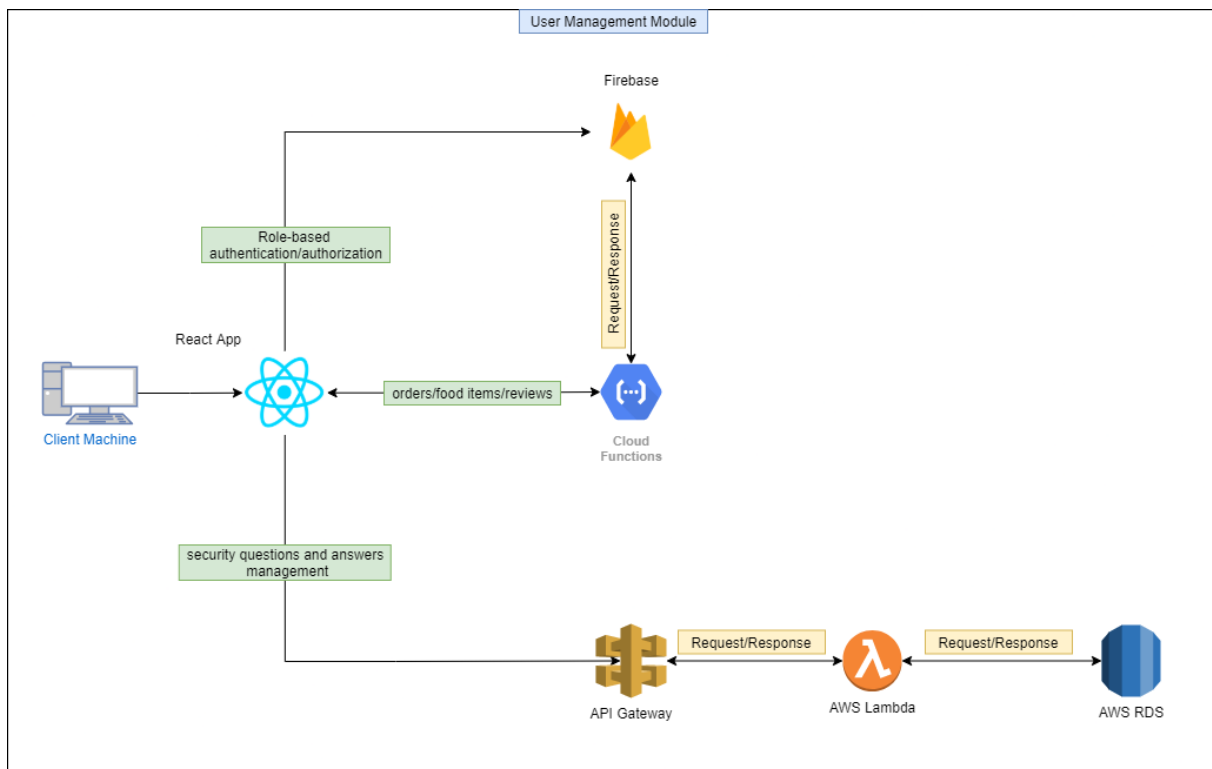 User Management Module
Firebase
Role-based
authentication/authorization
Request/Response
React App
orders/food items/reviews
Client Machine
Cloud
Functions
security questions and answers
management
Request/Response
Request/Response
API Gateway
AWS Lambda
AWS RDS